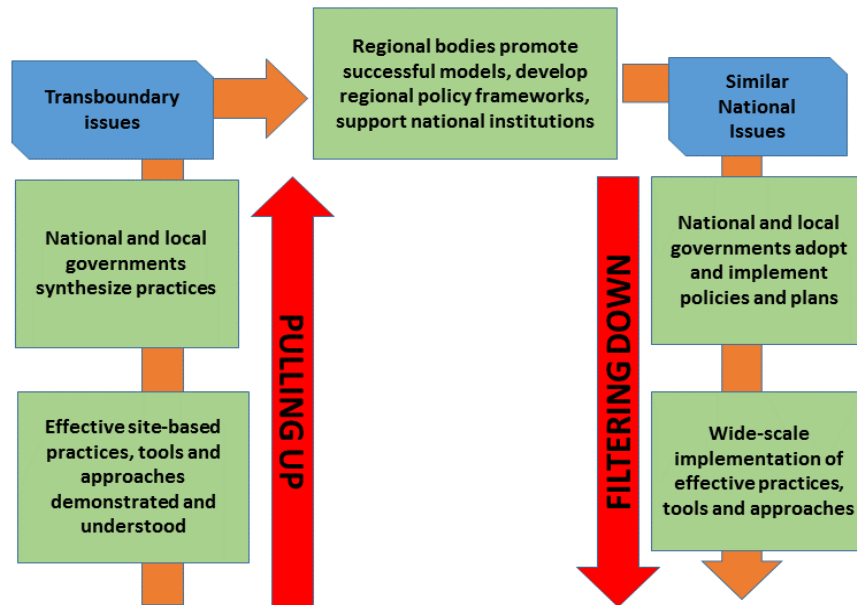 Regional bodies promote
successful models, develop
regional policy frameworks,
support national institutions
Transboundary
issues
Similar
National
Issues
National and local
governments
synthesize practices
National and local
governments adopt
and implement
policies and plans
PULLING UP
FILTERING DOWN
Effective site-based
practices, tools and
approaches
demonstrated and
understood
Wide-scale
implementation of
effective practices,
tools and approaches